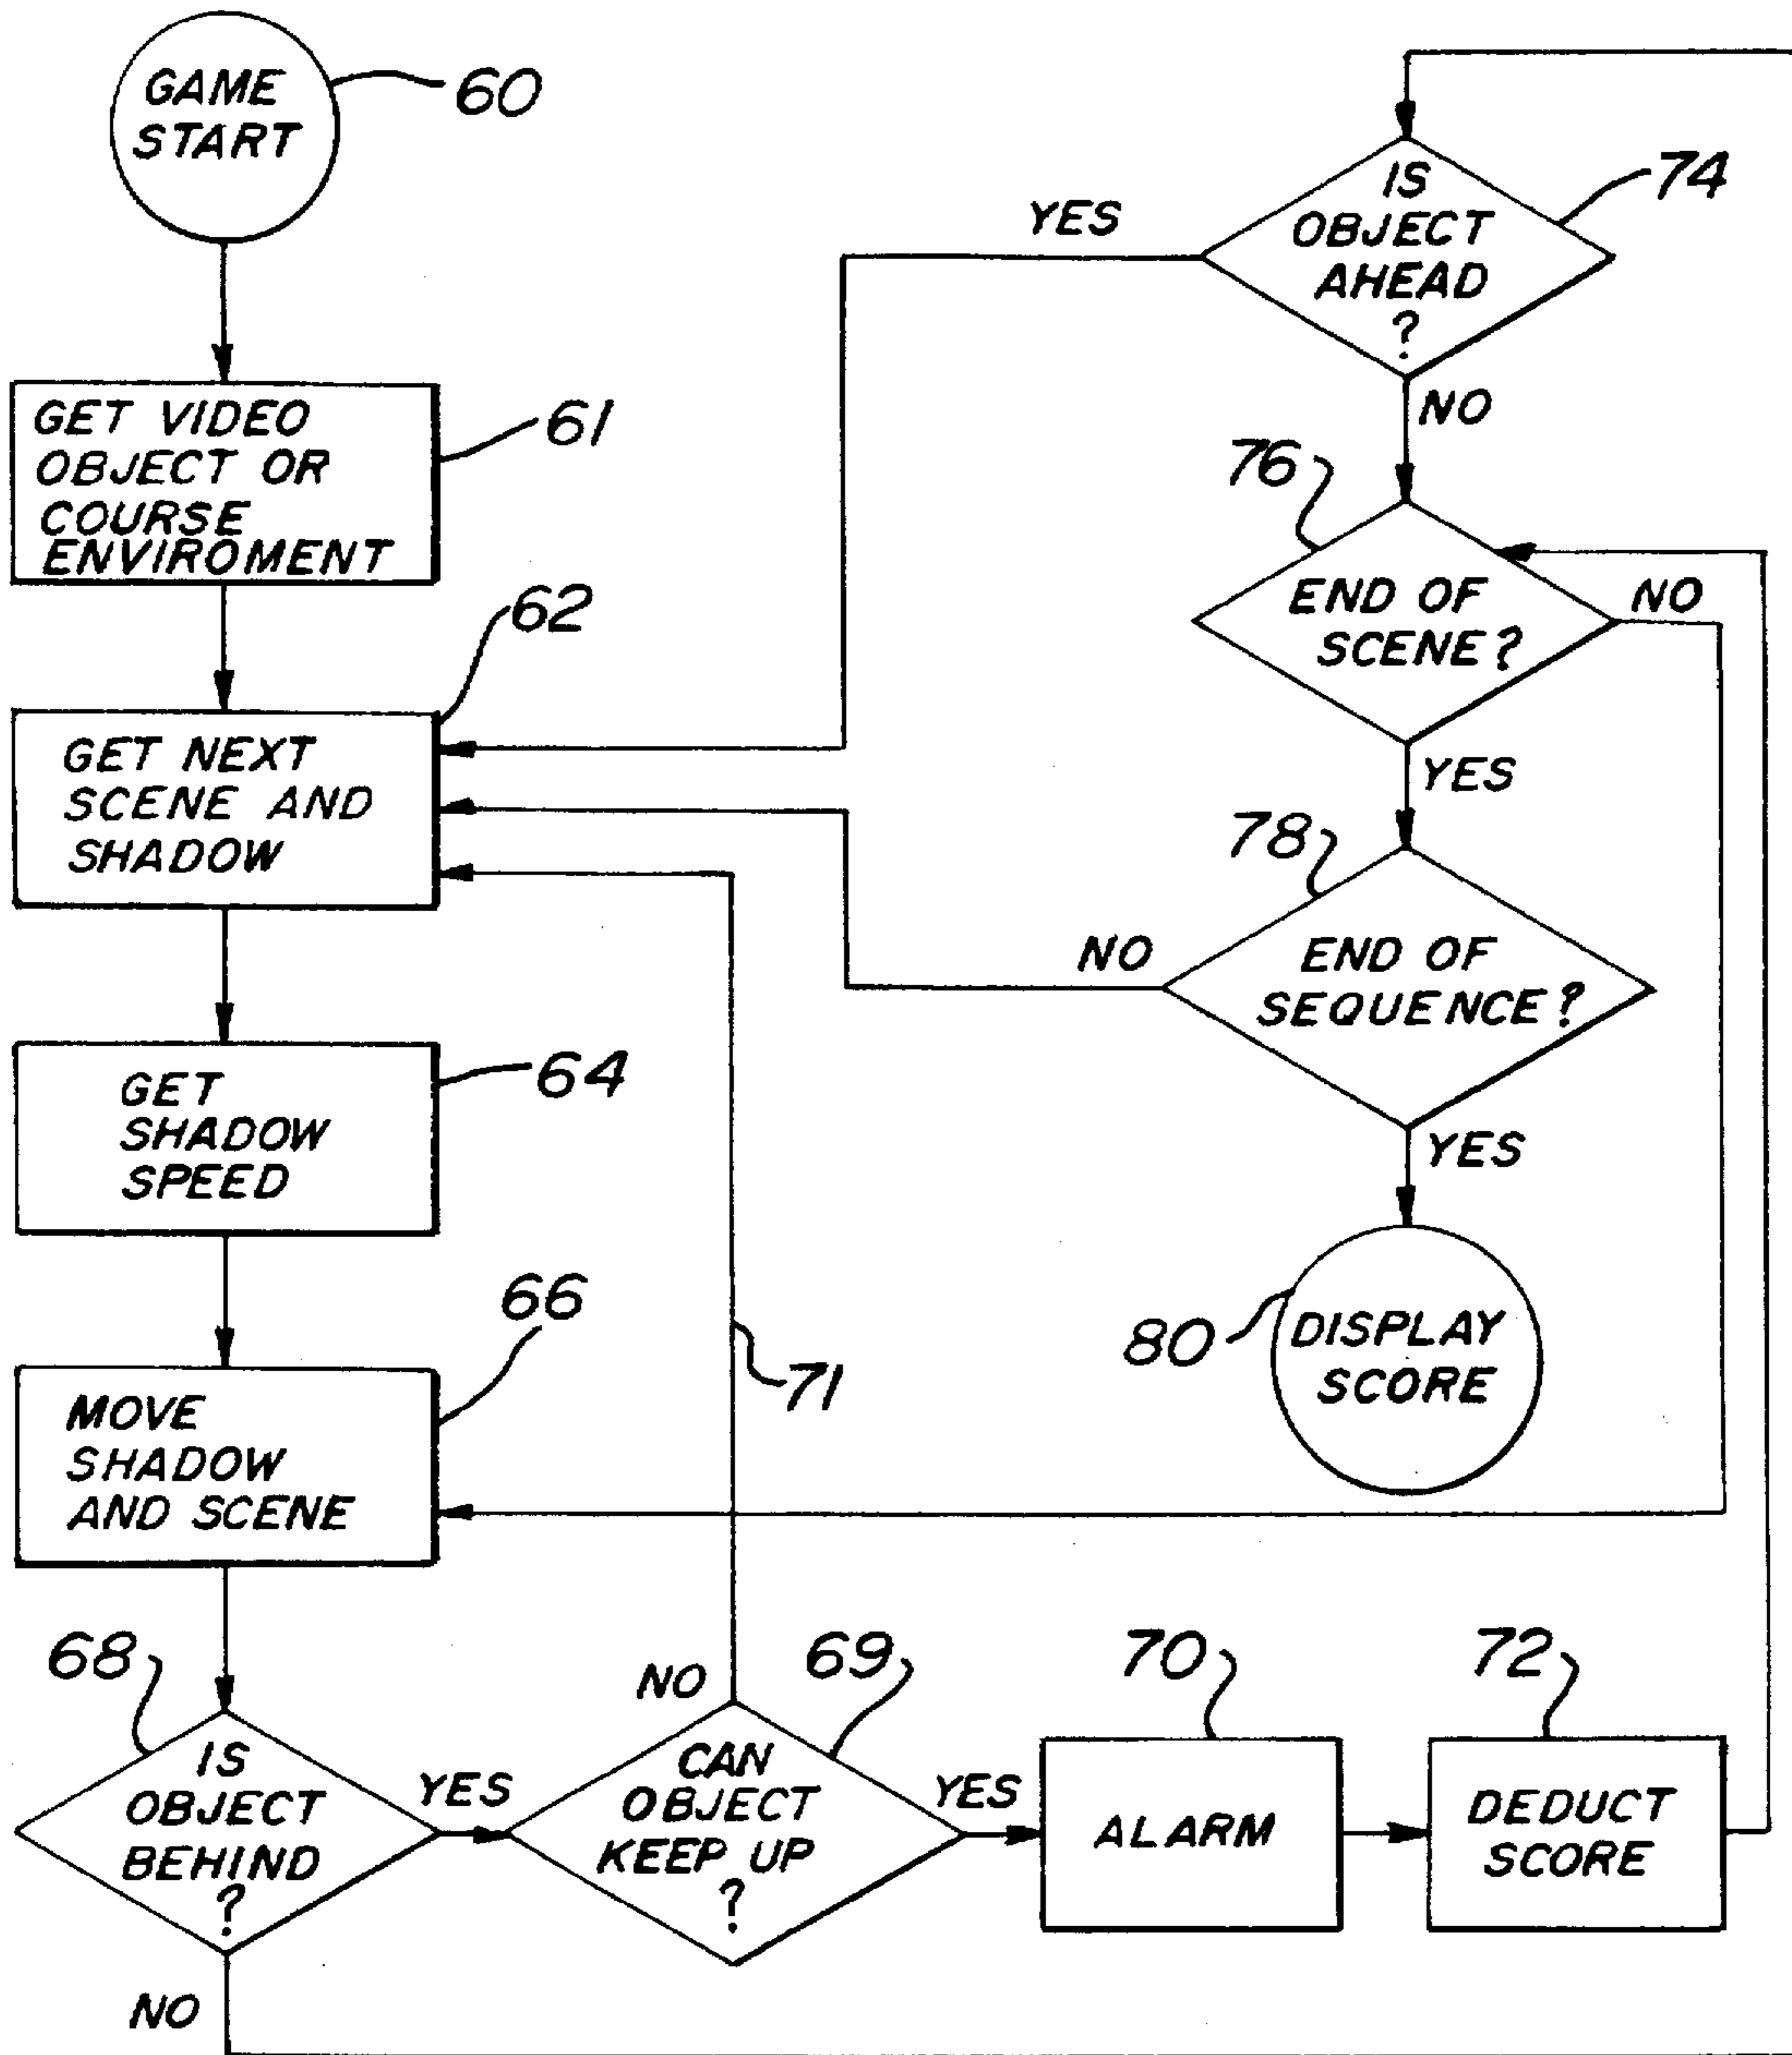 GAME
START
60
GET VIDEO
OBJECT OR
COURSE
ENVIROMENT
61
GET NEXT
SCENE AND
SHADOW
62
GET
SHADOW
SPEED
64
MOVE
SHADOW
AND SCENE
66
IS
OBJECT
BEHIND
?
68
YES
NO
CAN
OBJECT
KEEP UP
?
69
NO
71
YES
ALARM
70
DEDUCT
SCORE
72
IS
OBJECT
AHEAD
?
74
YES
NO
END OF
SCENE?
76
NO
YES
END OF
SEQUENCE?
78
NO
YES
DISPLAY
SCORE
80